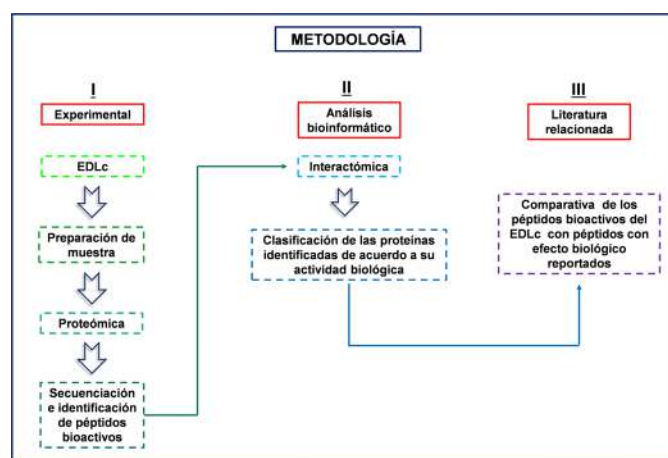 METODOLOGÍA
I
Experimental
EDLc
Preparación de
muestra
Proteómica
Secuenciación
e identificación
de péptidos
bioactivos
II
Análisis
bioinformático
Interactómica
Clasificación de las proteínas
identificadas de acuerdo a su
actividad biológica
III
Literatura
relacionada
Comparativa de los
péptidos bioactivos del
EDLc con péptidos con
efecto biológico
reportados